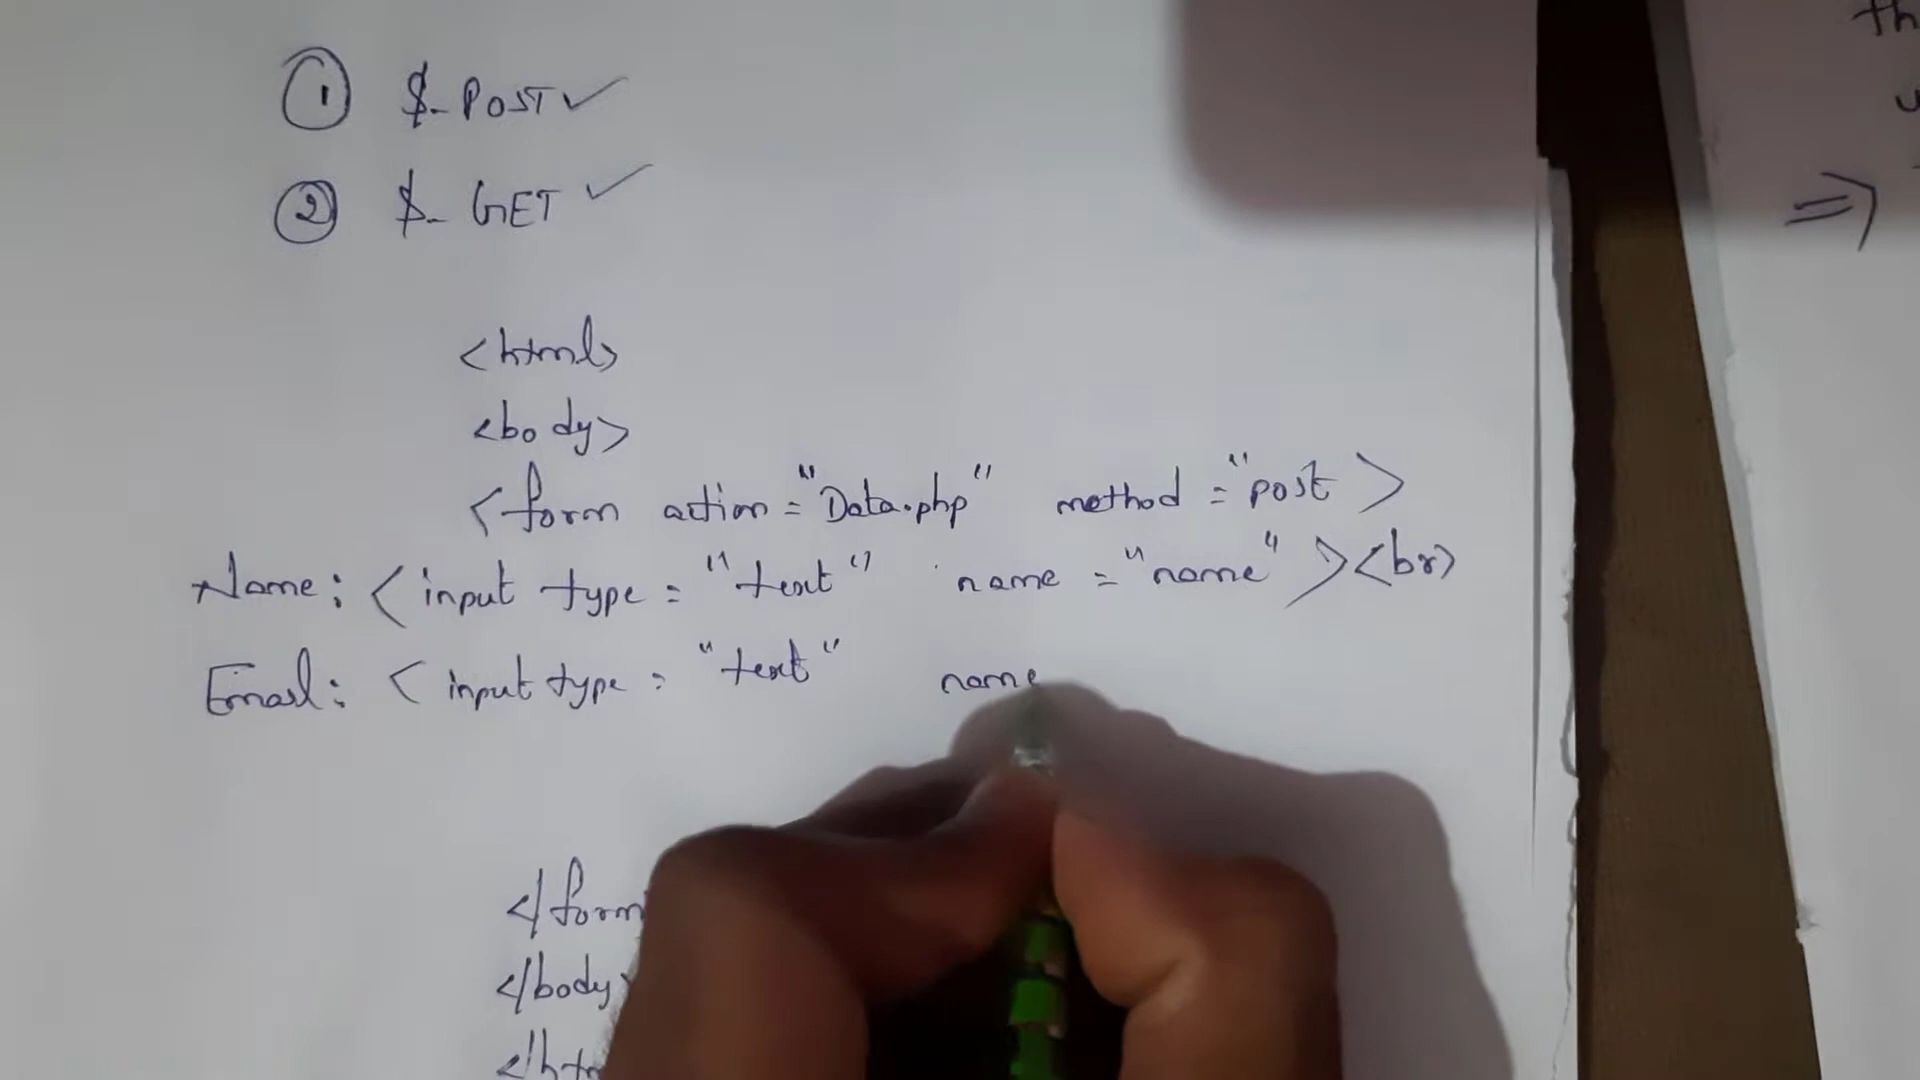 ① $_POST ✓
② $_GET ✓
<html>
<body>
<form action="Data.php" method="post>
Name: <input type="text" name="name"><br>
Email: <input type="text" name
</form
</body>
</htm
th
u
=>